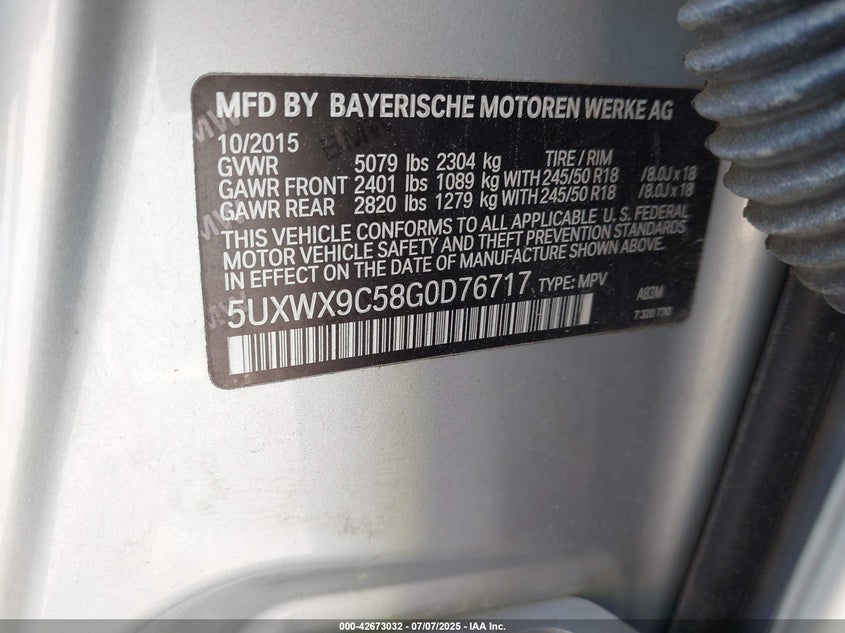 MFD BY BAYERISCHE MOTOREN WERKE AG
10/2015
GVWR 5079 lbs 2304 kg TIRE / RIM
GAWR FRONT 2401 lbs 1089 kg WITH 245/50 R18 /8.0J x 18
GAWR REAR 2820 lbs 1279 kg WITH 245/50 R18 /8.0J x 18
THIS VEHICLE CONFORMS TO ALL APPLICABLE U. S. FEDERAL
MOTOR VEHICLE SAFETY AND THEFT PREVENTION STANDARDS
IN EFFECT ON THE DATE OF MANUFACTURE SHOWN ABOVE.
5UXWX9C58G0D76717 TYPE: MPV
A83M
7 320 730
000-42673032 / 07/07/2025 - IAA Inc.